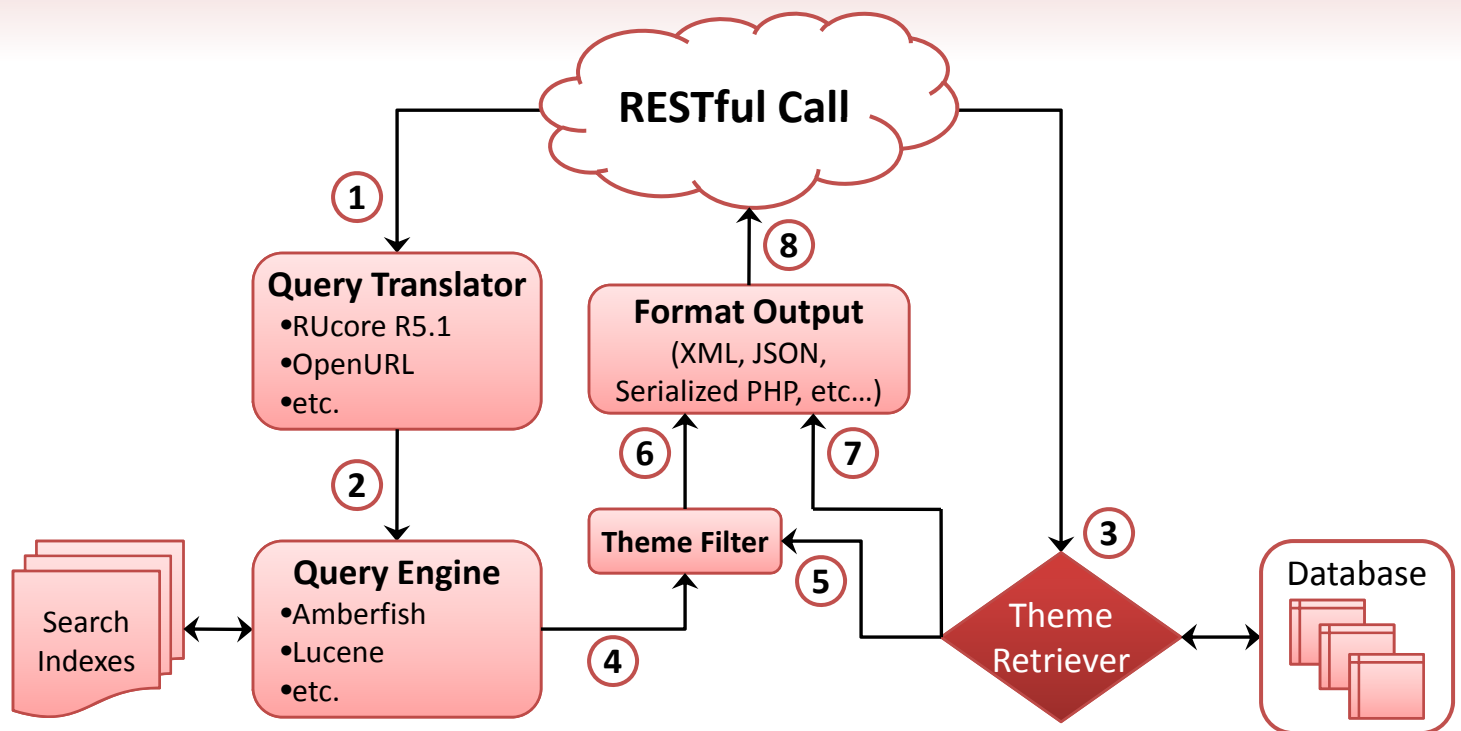 RESTful Call
1
8
Query Translator
•RUcore R5.1
•OpenURL
•etc.
Format Output
(XML, JSON,
Serialized PHP, etc...)
2
6
7
3
Theme Filter
5
Query Engine
•Amberfish
•Lucene
•etc.
Search
Indexes
4
Theme
Retriever
Database